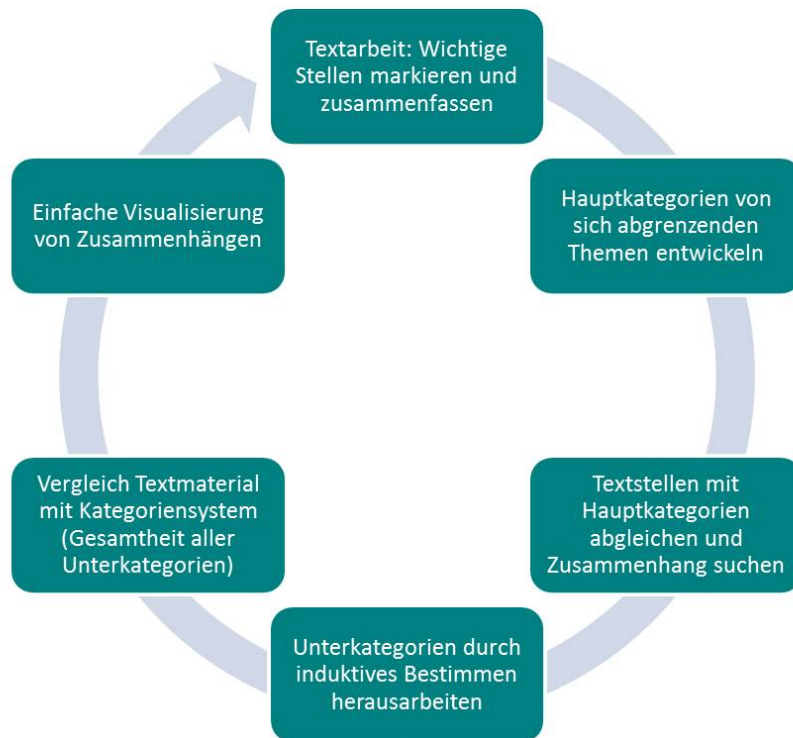 Textarbeit: Wichtige
Stellen markieren und
zusammenfassen
Hauptkategorien von
sich abgrenzenden
Themen entwickeln
Textstellen mit
Hauptkategorien
abgleichen und
Zusammenhang suchen
Unterkategorien durch
induktives Bestimmen
herausarbeiten
Vergleich Textmaterial
mit Kategoriensystem
(Gesamtheit aller
Unterkategorien)
Einfache Visualisierung
von Zusammenhängen